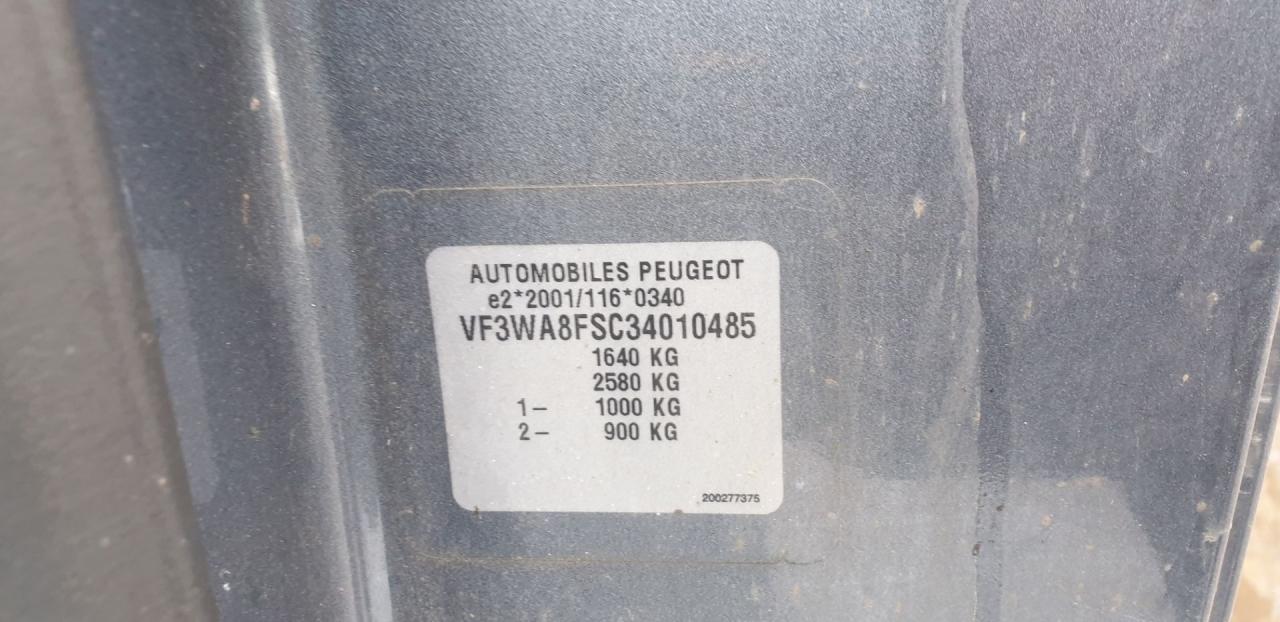 AUTOMOBILES PEUGEOT
e2*2001/116*0340
VF3WA8FSC34010485
1640 KG
2580 KG
1– 1000 KG
2– 900 KG
200277375